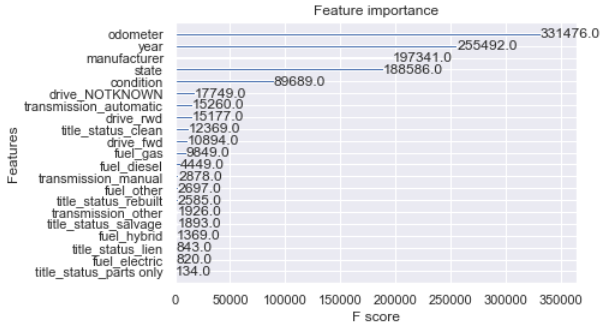 Feature importance
odometer 331476.0
year 255492.0
manufacturer 197341.0
state 188586.0
condition 89689.0
drive_NOTKNOWN 17749.0
transmission_automatic 15260.0
drive_rwd 15177.0
title_status_clean 12369.0
drive_fwd 10894.0
fuel_gas 9849.0
fuel_diesel 4449.0
transmission_manual 2878.0
fuel_other 2697.0
title_status_rebuilt 2585.0
transmission_other 1926.0
title_status_salvage 1893.0
fuel_hybrid 1369.0
title_status_lien 843.0
fuel_electric 820.0
title_status_parts only 134.0
Features
0 50000 100000 150000 200000 250000 300000 350000
F score